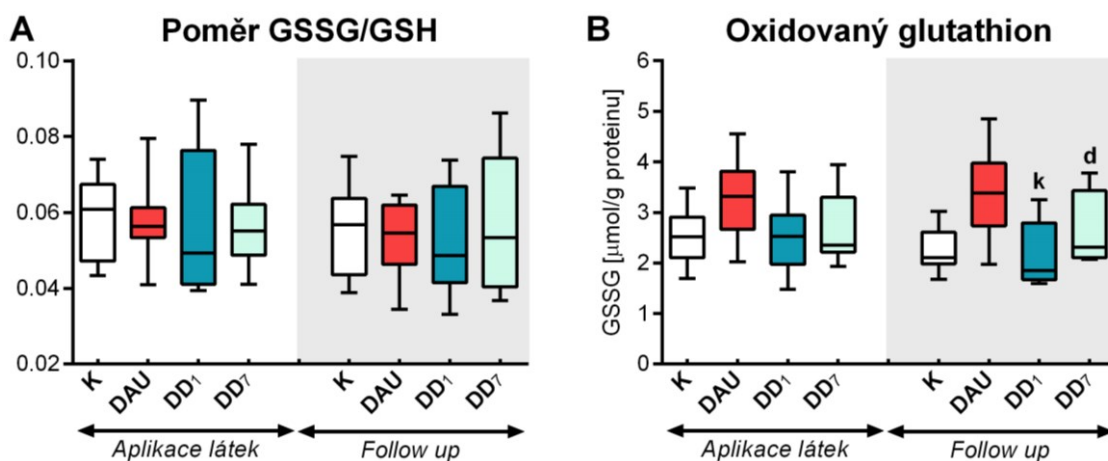 A Poměr GSSG/GSH
0.10
0.08
0.06
0.04
0.02
K DAU DD1 DD7 K DAU DD1 DD7
Aplikace látek Follow up
B Oxidovaný glutathion
GSSG [µmol/g proteinu]
6
5
4
3
2
1
0
k d
K DAU DD1 DD7 K DAU DD1 DD7
Aplikace látek Follow up